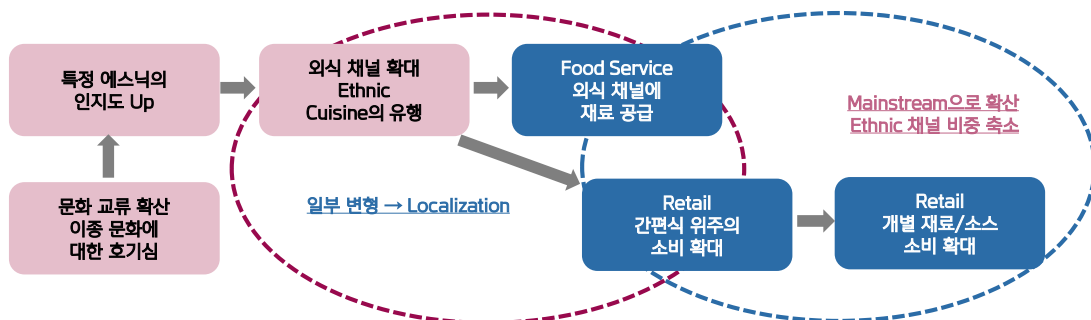 특정 에스닉의
인지도 Up
문화 교류 확산
이종 문화에
대한 호기심
외식 채널 확대
Ethnic
Cuisine의 유행
Food Service
외식 채널에
재료 공급
일부 변형 → Localization
Retail
간편식 위주의
소비 확대
Mainstream으로 확산
Ethnic 채널 비중 축소
Retail
개별 재료/소스
소비 확대